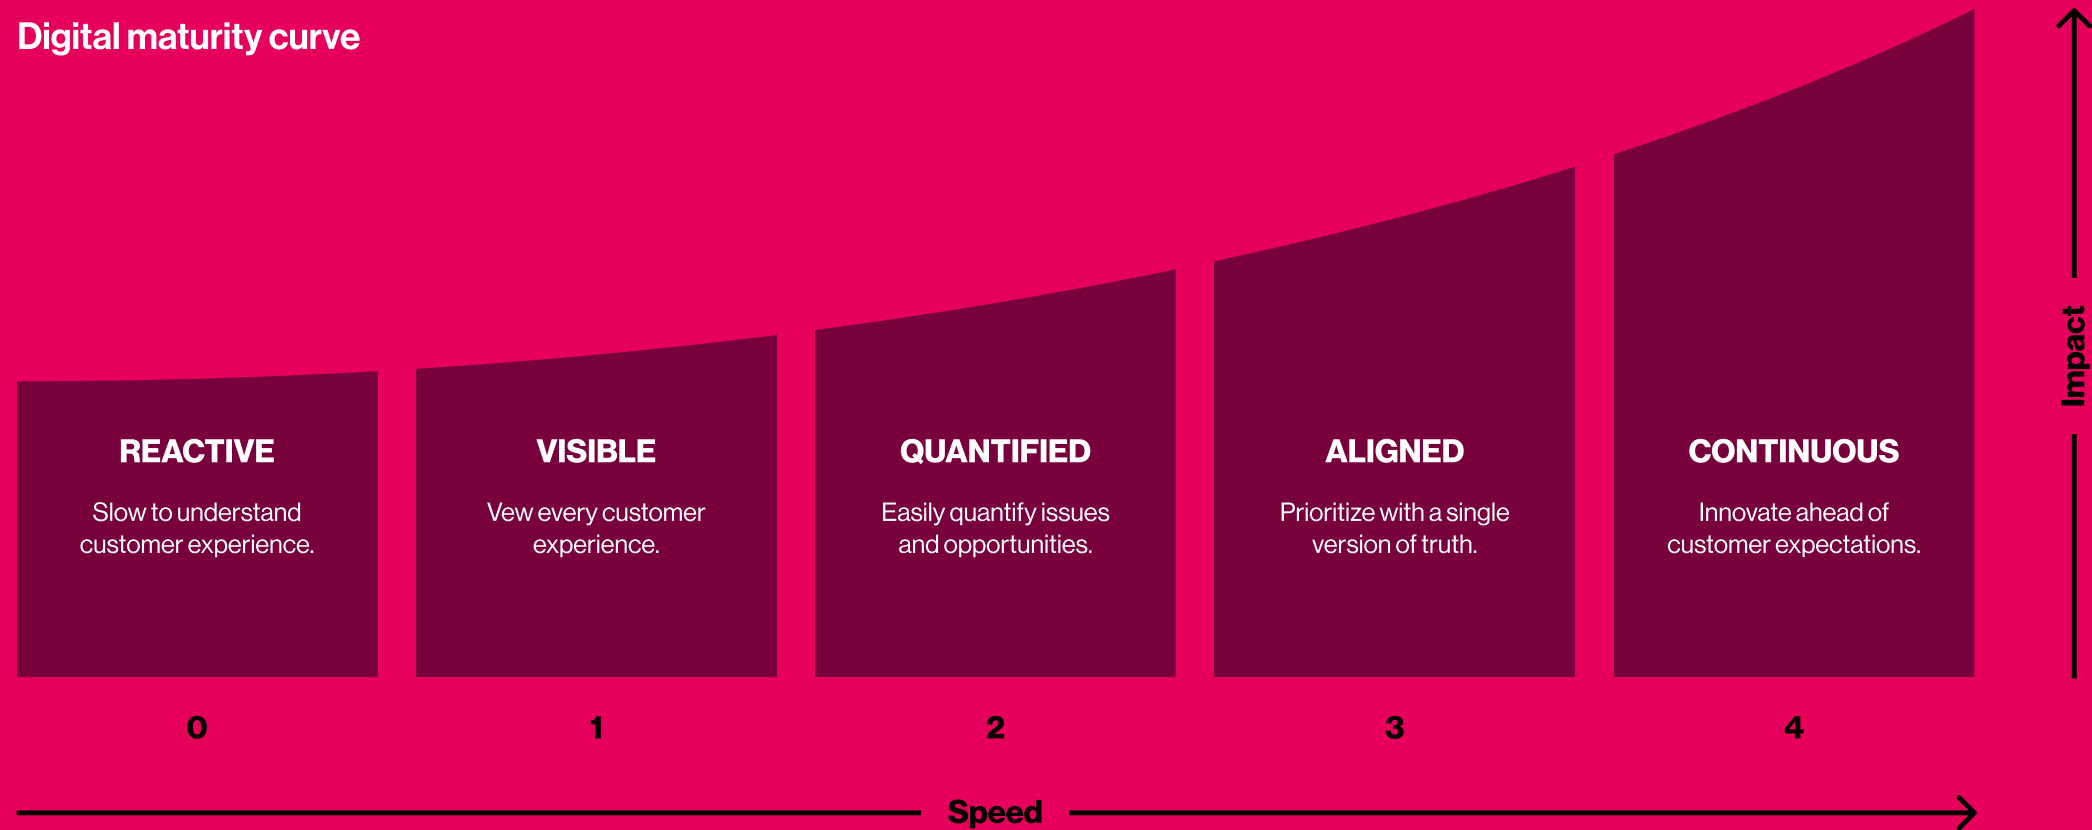 Digital maturity curve
REACTIVE
Slow to understand
customer experience.
VISIBLE
Vew every customer
experience.
QUANTIFIED
Easily quantify issues
and opportunities.
ALIGNED
Prioritize with a single
version of truth.
CONTINUOUS
Innovate ahead of
customer expectations.
Impact
0
1
2
3
4
Speed